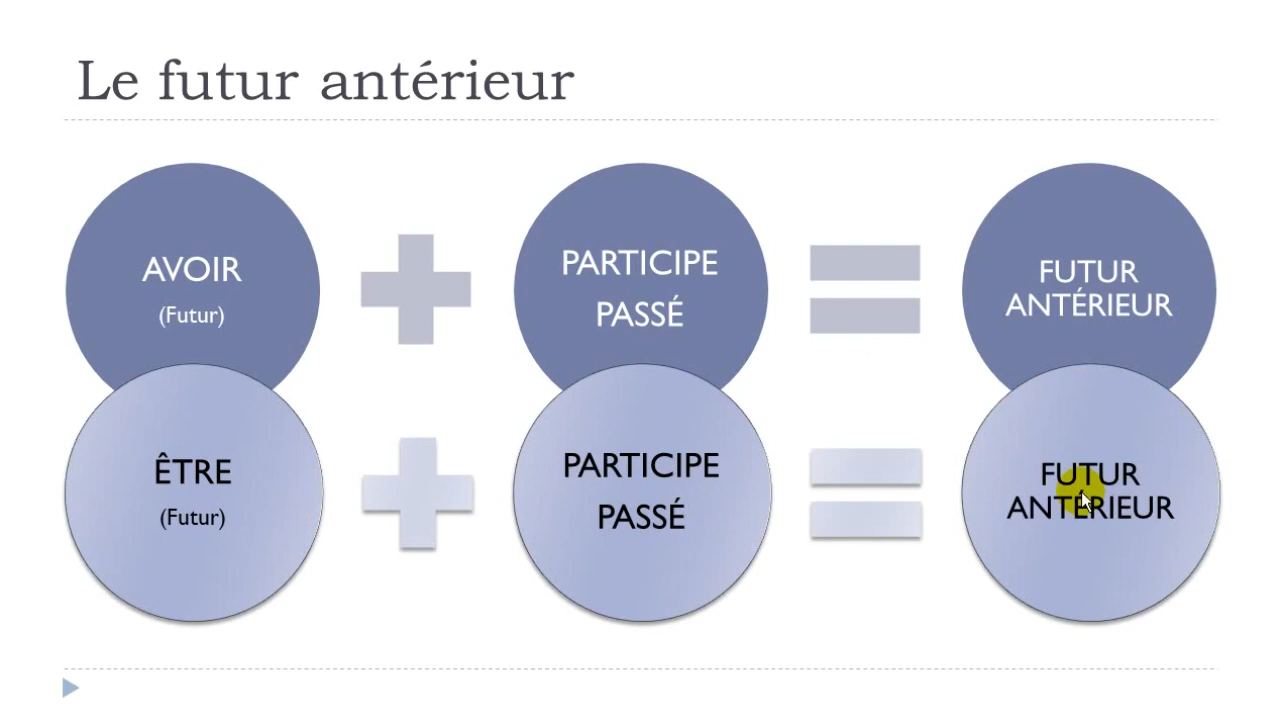 Le futur antérieur
AVOIR
(Futur)
PARTICIPE
PASSÉ
FUTUR
ANTÉRIEUR
ÊTRE
(Futur)
PARTICIPE
PASSÉ
FUTUR
ANTÉRIEUR